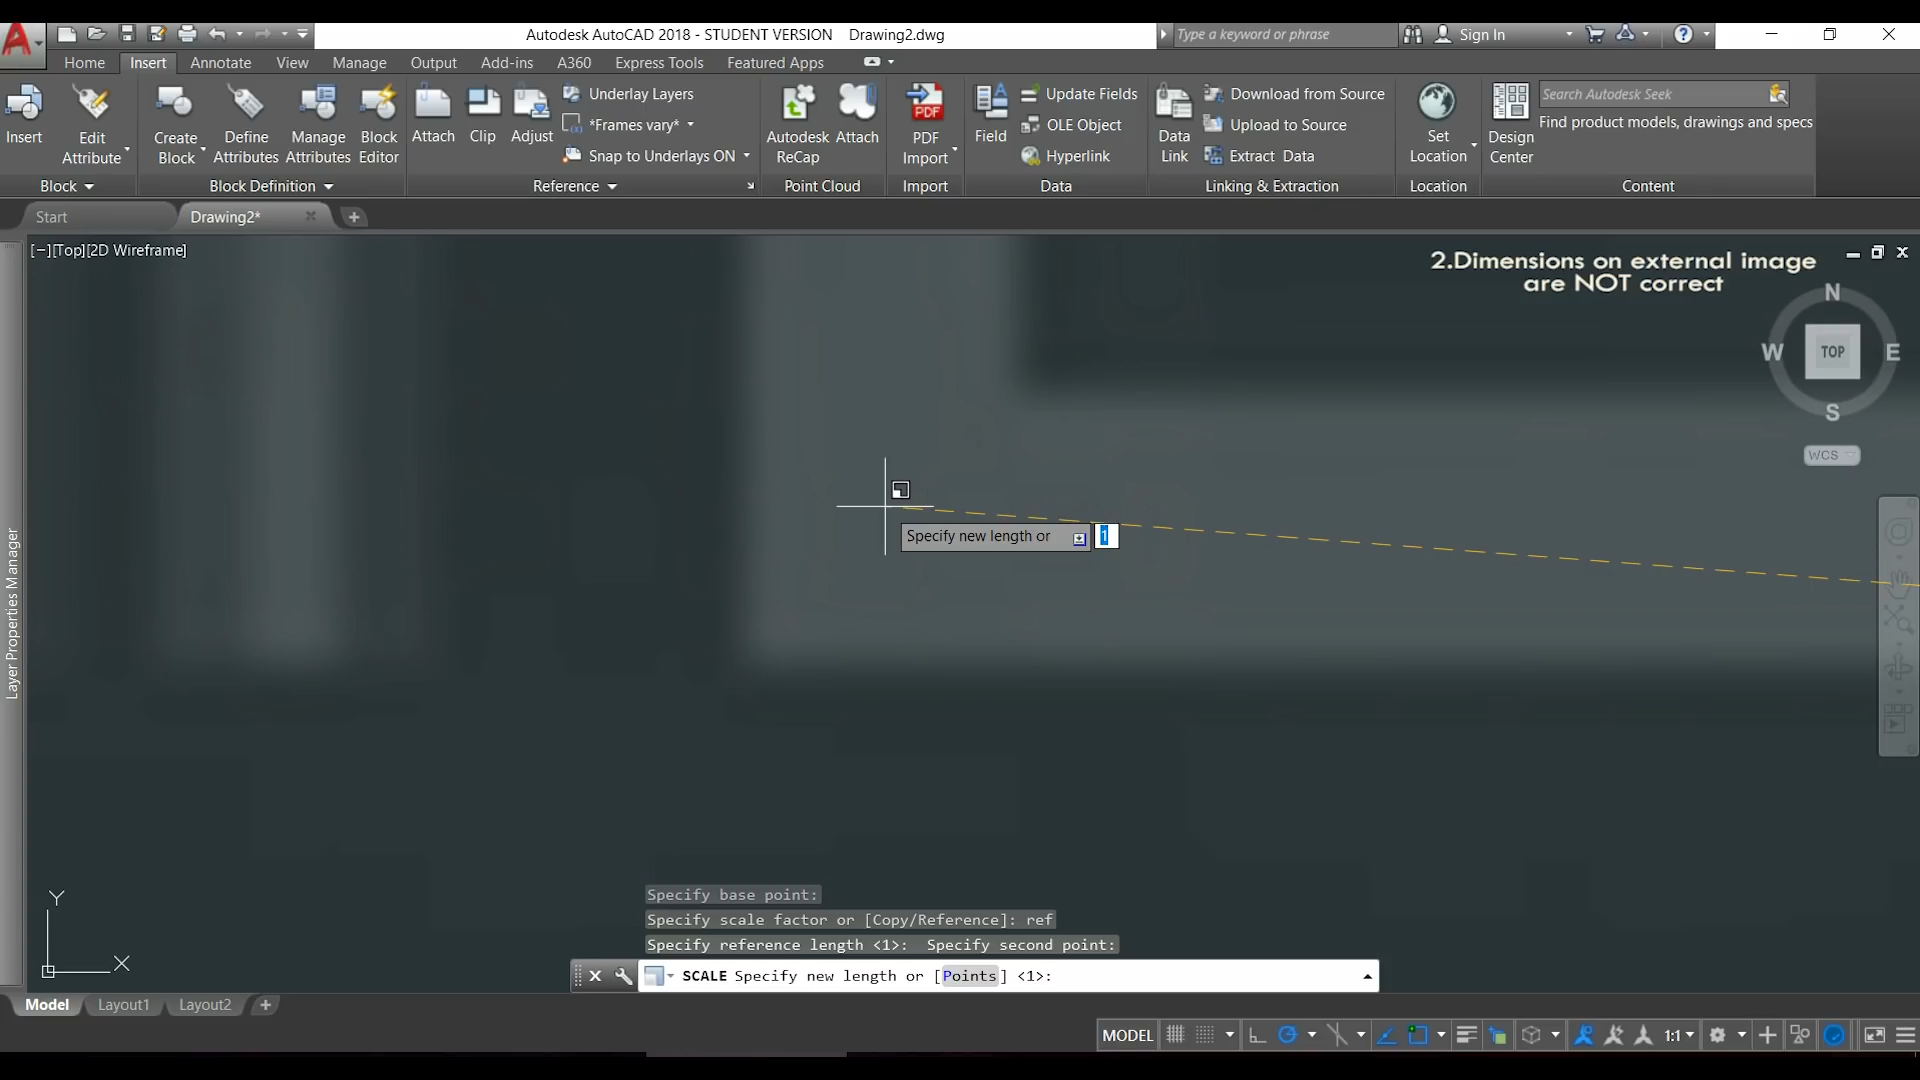 Autodesk AutoCAD 2018 - STUDENT VERSION Drawing2.dwg
Type a keyword or phrase
Sign In
Home Insert Annotate View Manage Output Add-ins A360 Express Tools Featured Apps
Insert
Edit
Attribute
Block
Create
Block
Define
Attributes
Manage
Attributes
Block
Editor
Block Definition
Attach
Clip
Adjust
Underlay Layers
*Frames vary*
Snap to Underlays ON
Reference
Autodesk
ReCap
Attach
Point Cloud
PDF
PDF
Import
Import
Field
Update Fields
OLE Object
Hyperlink
Data
Data
Link
Download from Source
Upload to Source
Extract Data
Linking & Extraction
Set
Location
Location
Design
Center
Search Autodesk Seek
Find product models, drawings and specs
Content
Start
Drawing2*
[−][Top][2D Wireframe]
2.Dimensions on external image
are NOT correct
N
W
TOP
E
S
WCS
Layer Properties Manager
Specify new length or
1
Y
X
Specify base point:
Specify scale factor or [Copy/Reference]: ref
Specify reference length <1>: Specify second point:
SCALE Specify new length or [Points] <1>:
Model Layout1 Layout2
MODEL
1:1